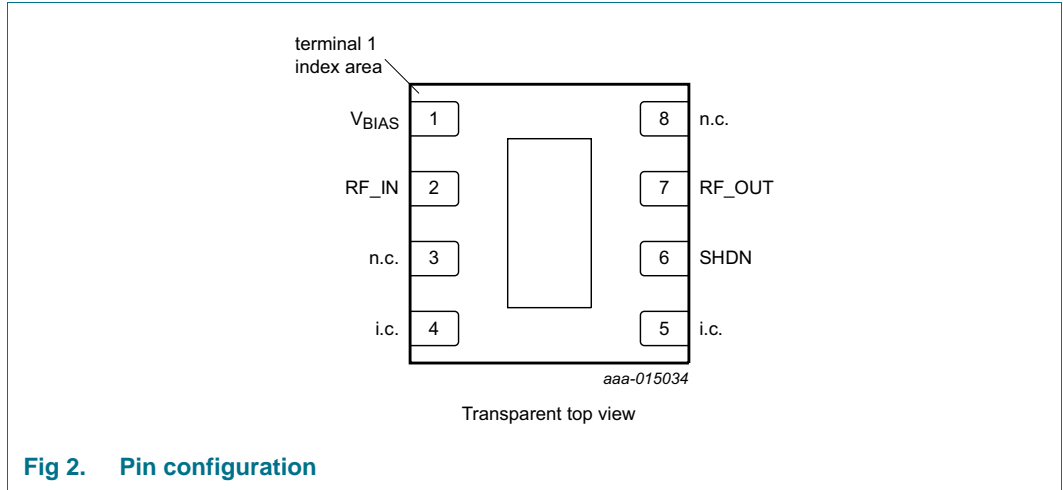 terminal 1
index area
VBIAS 1 8 n.c.
RF_IN 2 7 RF_OUT
n.c. 3 6 SHDN
i.c. 4 5 i.c.
aaa-015034
Transparent top view
Fig 2. Pin configuration